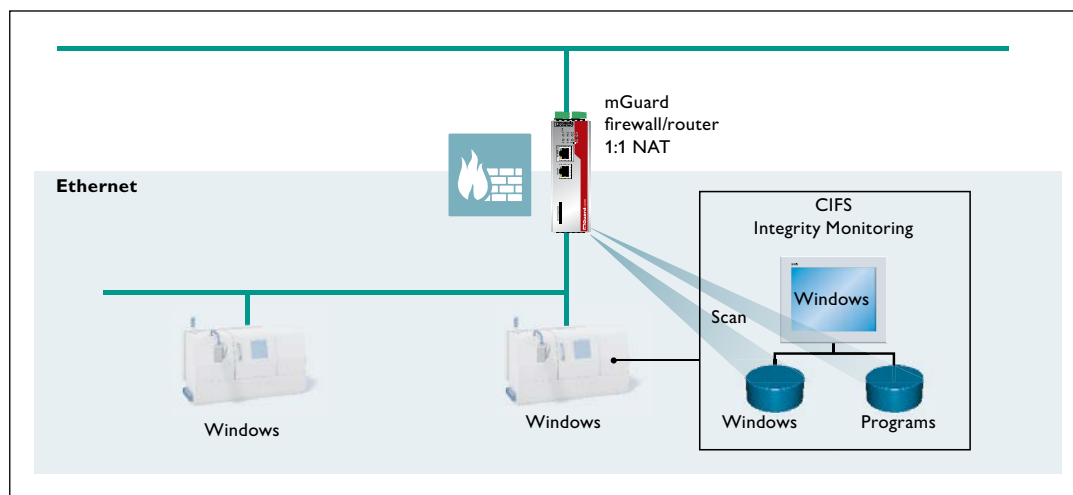 mGuard
firewall/router
1:1 NAT
Ethernet
CIFS
Integrity Monitoring
Windows
Scan
Windows
Programs
Windows
Windows